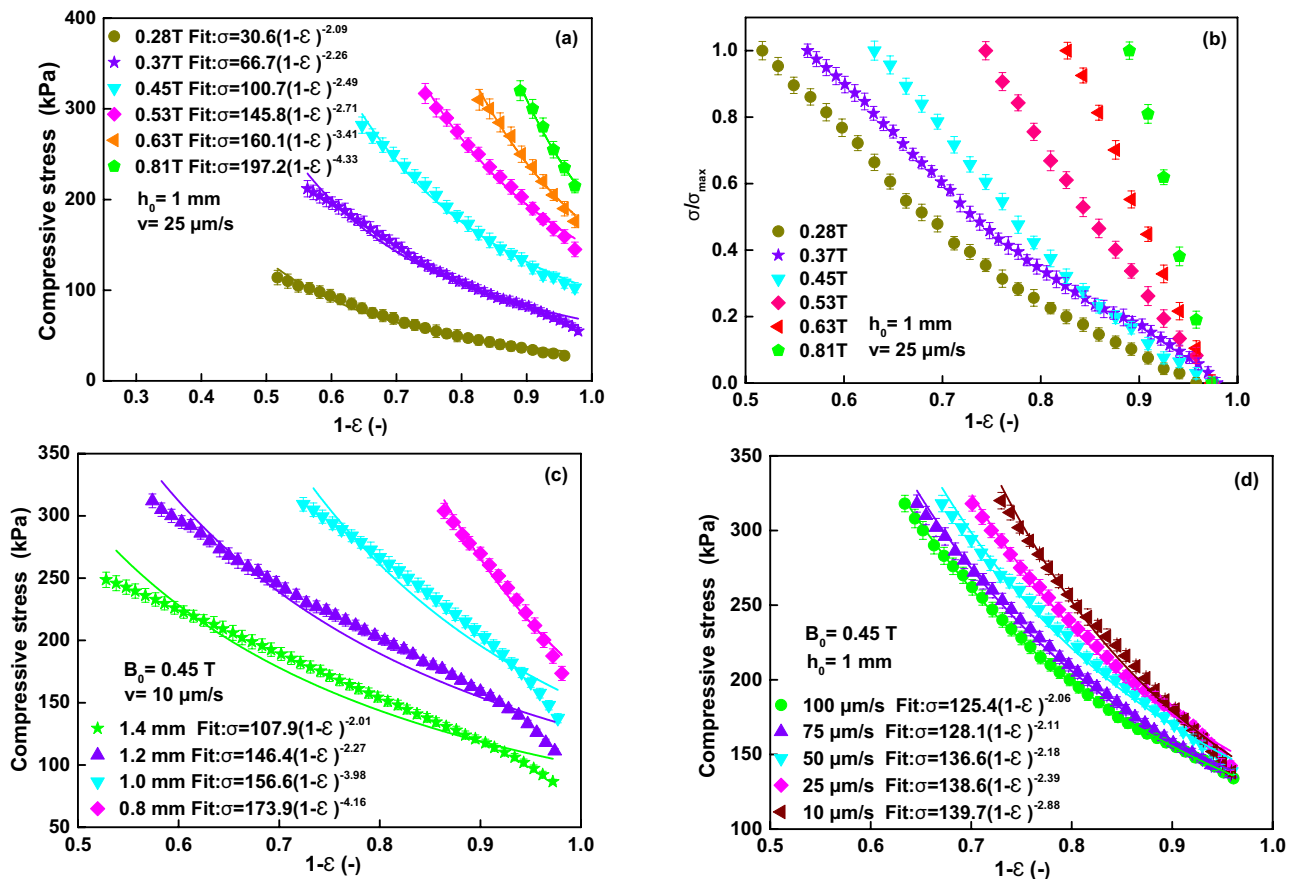 (a)
0.28T Fit:σ=30.6(1-ε)^-2.09
0.37T Fit:σ=66.7(1-ε)^-2.26
0.45T Fit:σ=100.7(1-ε)^-2.49
0.53T Fit:σ=145.8(1-ε)^-2.71
0.63T Fit:σ=160.1(1-ε)^-3.41
0.81T Fit:σ=197.2(1-ε)^-4.33
h₀= 1 mm
v= 25 µm/s
Compressive stress (kPa)
400
300
200
100
0
0.3 0.4 0.5 0.6 0.7 0.8 0.9 1.0
1-ε (-)
(b)
σ/σmax
1.0
0.8
0.6
0.4
0.2
0.0
0.28T
0.37T
0.45T
0.53T
0.63T
0.81T
h₀= 1 mm
v= 25 µm/s
0.5 0.6 0.7 0.8 0.9 1.0
1-ε (-)
(c)
Compressive stress (kPa)
350
300
250
200
150
100
50
B₀= 0.45 T
v= 10 µm/s
1.4 mm Fit:σ=107.9(1-ε)^-2.01
1.2 mm Fit:σ=146.4(1-ε)^-2.27
1.0 mm Fit:σ=156.6(1-ε)^-3.98
0.8 mm Fit:σ=173.9(1-ε)^-4.16
0.5 0.6 0.7 0.8 0.9 1.0
1-ε (-)
(d)
Compressive stress (kPa)
350
300
250
200
150
100
B₀= 0.45 T
h₀= 1 mm
100 µm/s Fit:σ=125.4(1-ε)^-2.06
75 µm/s Fit:σ=128.1(1-ε)^-2.11
50 µm/s Fit:σ=136.6(1-ε)^-2.18
25 µm/s Fit:σ=138.6(1-ε)^-2.39
10 µm/s Fit:σ=139.7(1-ε)^-2.88
0.5 0.6 0.7 0.8 0.9 1.0
1-ε (-)